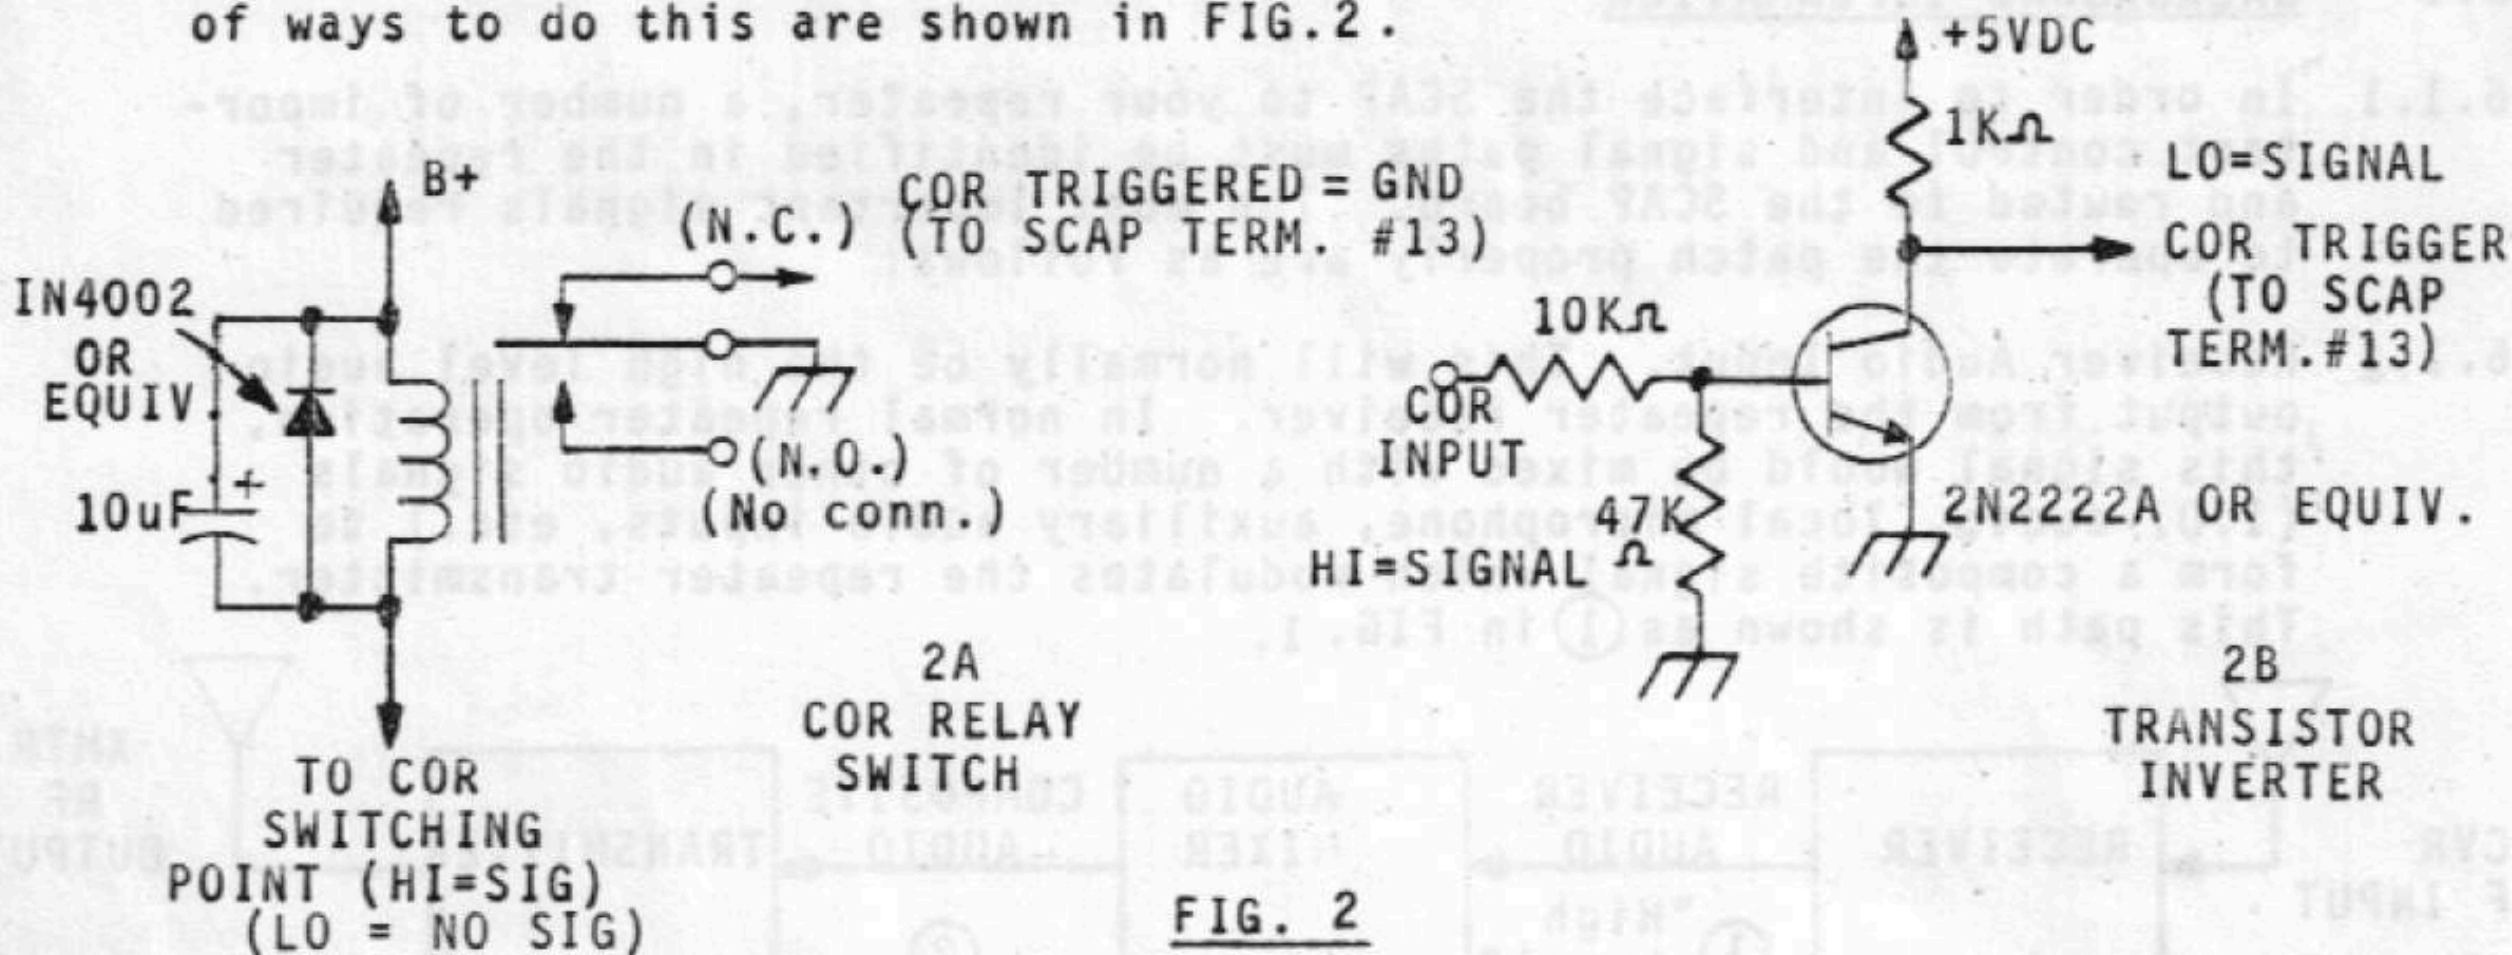 of ways to do this are shown in FIG.2.
B+
IN4002
OR
EQUIV.
10uF
+
(N.C.)
COR TRIGGERED = GND
(TO SCAP TERM. #13)
(N.O.)
(No conn.)
TO COR
SWITCHING
POINT (HI=SIG)
(LO = NO SIG)
2A
COR RELAY
SWITCH
+5VDC
1KΩ
LO=SIGNAL
COR TRIGGER
(TO SCAP
TERM.#13)
10KΩ
COR
INPUT
47K
Ω
HI=SIGNAL
2N2222A OR EQUIV.
2B
TRANSISTOR
INVERTER
FIG. 2